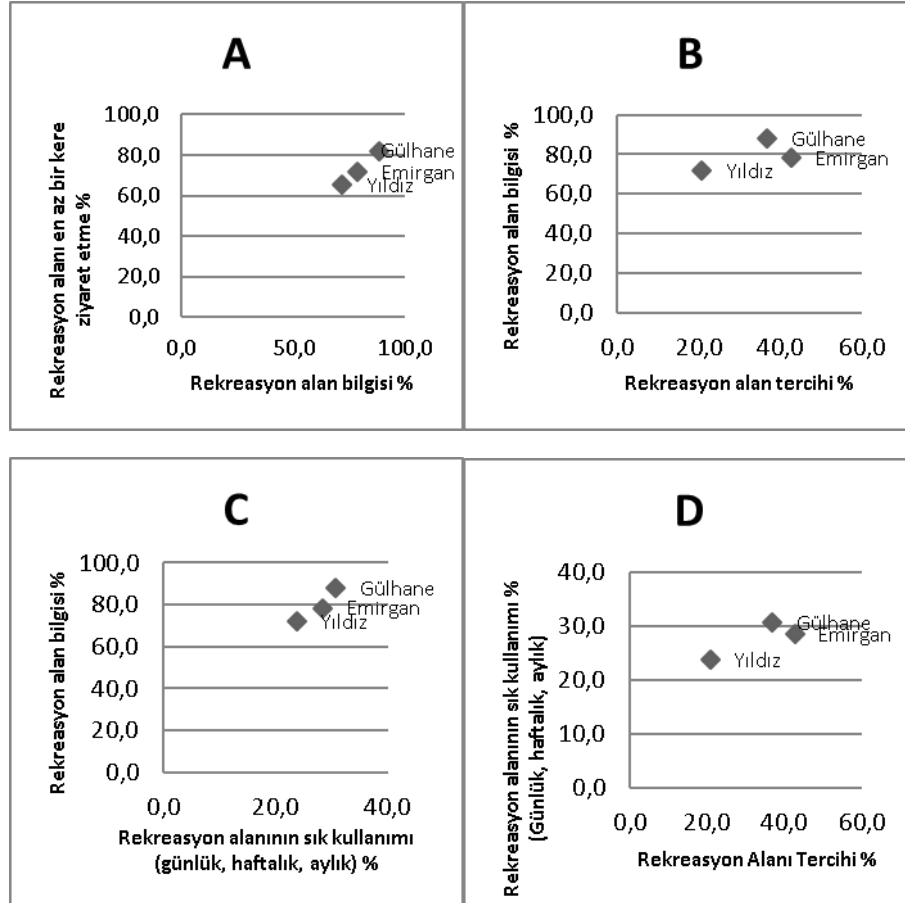 A
Rekreasyon alanı en az bir kere
ziyaret etme %
100,0
80,0
60,0
40,0
20,0
0,0
Gülhane
Emirgan
Yıldız
0,0 50,0 100,0
Rekreasyon alan bilgisi %
B
Rekreasyon alan bilgisi %
100,0
80,0
60,0
40,0
20,0
0,0
Gülhane
Emirgan
Yıldız
0,0 20,0 40,0 60,0
Rekreasyon alan tercihi %
C
Rekreasyon alan bilgisi %
100,0
80,0
60,0
40,0
20,0
0,0
Gülhane
Emirgan
Yıldız
0,0 20,0 40,0
Rekreasyon alanının sık kullanımı
(günlük, haftalık, aylık) %
D
Rekreasyon alanının sık kullanımı %
(Günlük, haftalık, aylık)
40,0
30,0
20,0
10,0
0,0
Gülhane
Emirgan
Yıldız
0,0 20,0 40,0 60,0
Rekreasyon Alanı Tercihi %